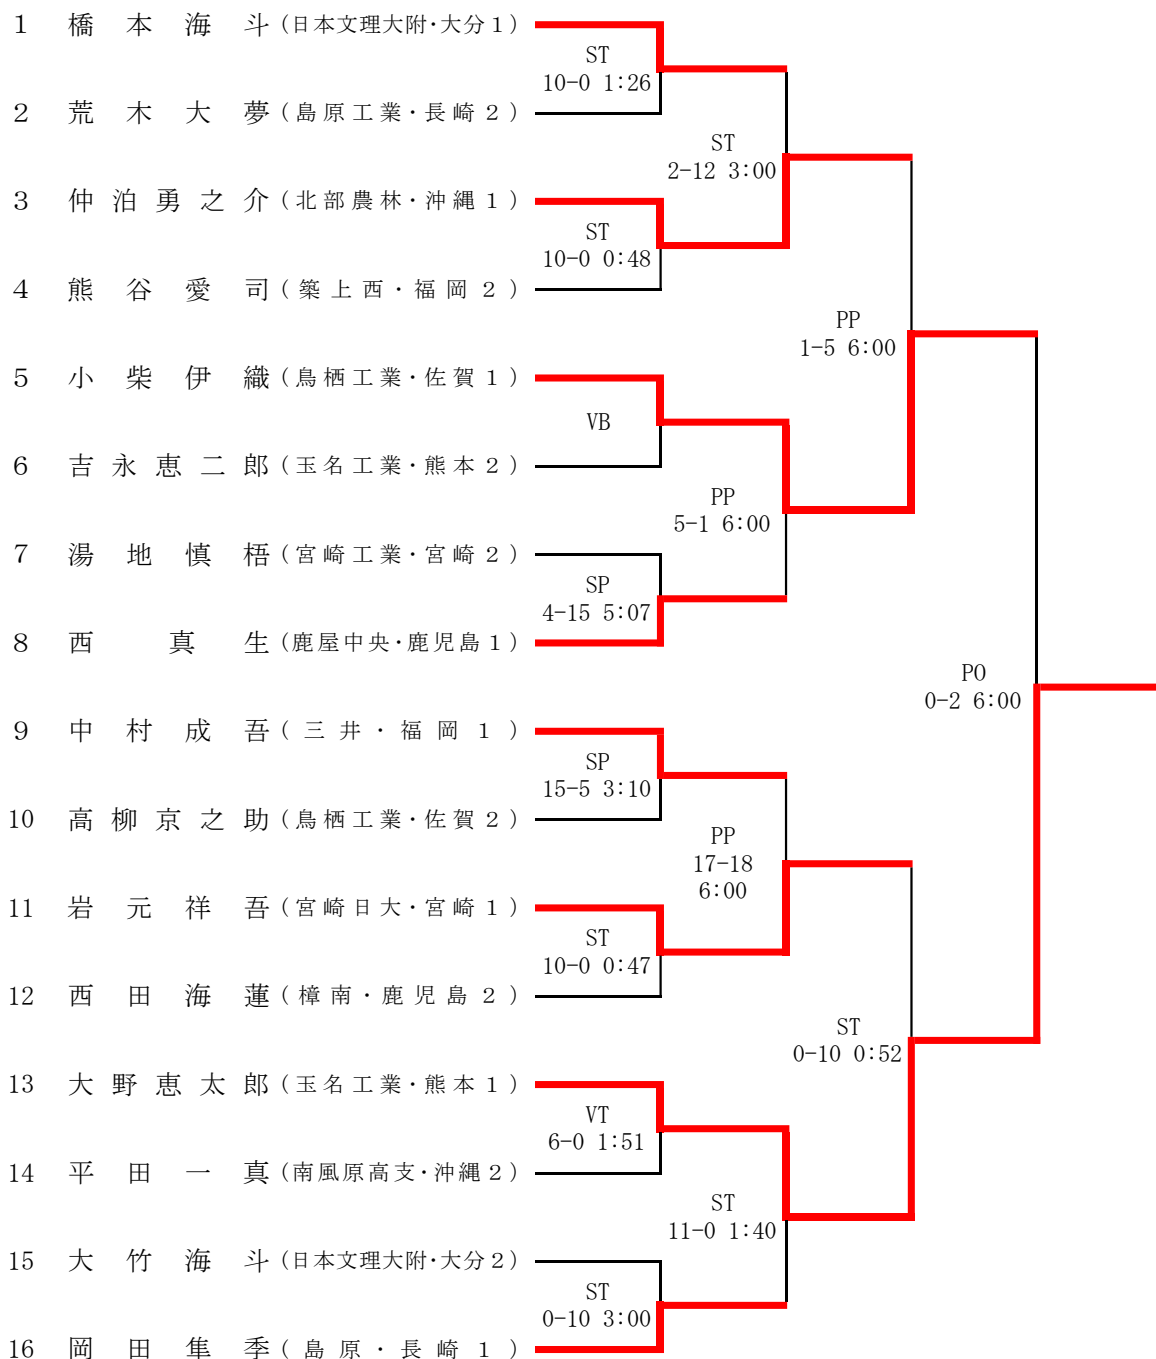 1 橋本海斗 (日本文理大附・大分1)
ST
10-0 1:26
2 荒木大夢 (島原工業・長崎2)
ST
2-12 3:00
3 仲泊勇之介 (北部農林・沖縄1)
ST
10-0 0:48
4 熊谷愛司 (築上西・福岡2)
PP
1-5 6:00
5 小柴伊織 (鳥栖工業・佐賀1)
VB
6 吉永恵二郎 (玉名工業・熊本2)
PP
5-1 6:00
7 湯地慎梧 (宮崎工業・宮崎2)
SP
4-15 5:07
8 西真生 (鹿屋中央・鹿児島1)
PO
0-2 6:00
9 中村成吾 (三井・福岡1)
SP
15-5 3:10
10 高柳京之助 (鳥栖工業・佐賀2)
PP
17-18
6:00
11 岩元祥吾 (宮崎日大・宮崎1)
ST
10-0 0:47
12 西田海蓮 (樟南・鹿児島2)
ST
0-10 0:52
13 大野恵太郎 (玉名工業・熊本1)
VT
6-0 1:51
14 平田一真 (南風原高支・沖縄2)
ST
11-0 1:40
15 大竹海斗 (日本文理大附・大分2)
ST
0-10 3:00
16 岡田隼季 (島原・長崎1)